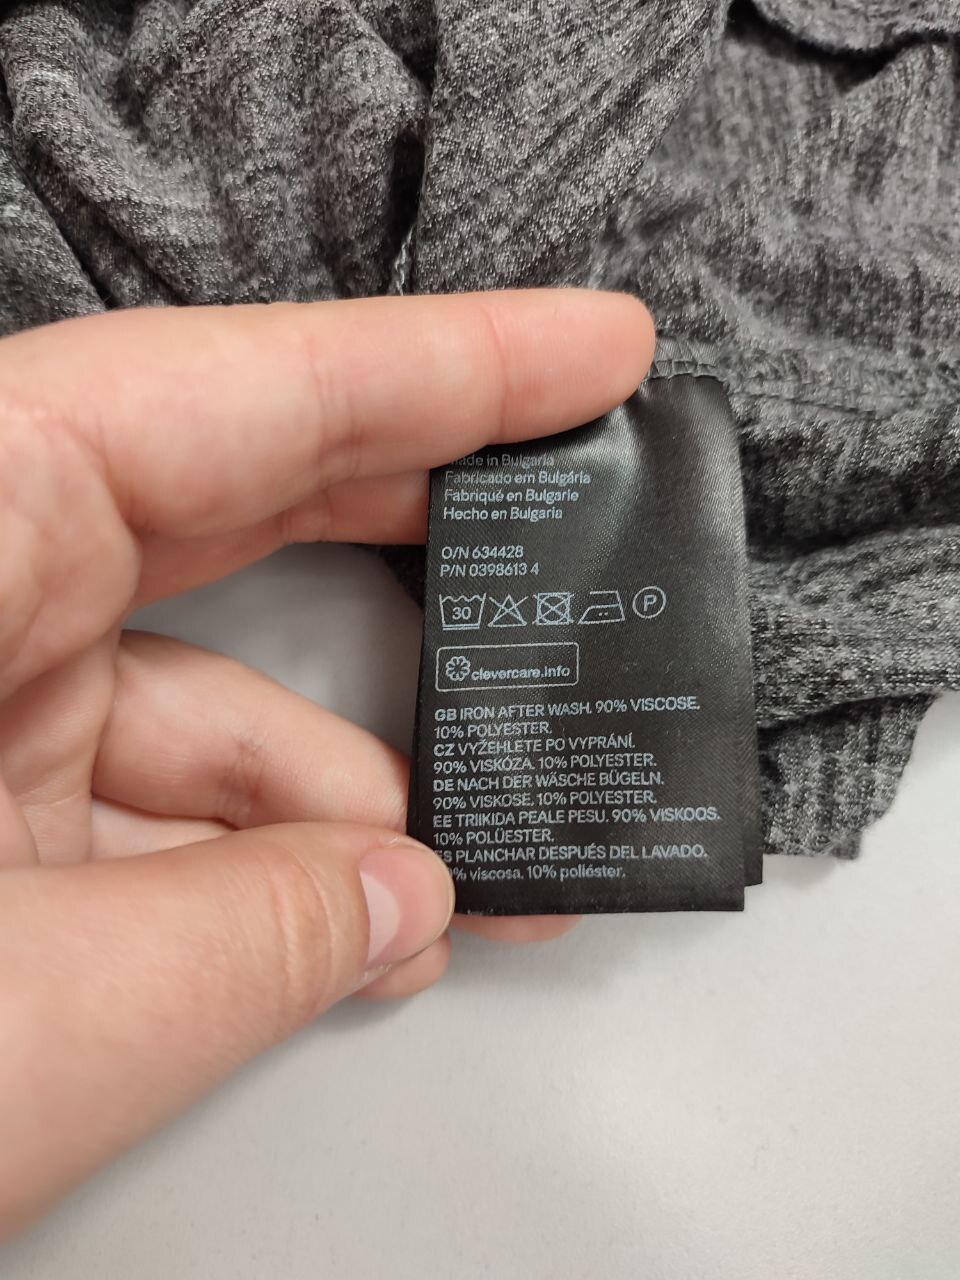 Made in Bulgaria
Fabricado em Bulgária
Fabriqué en Bulgarie
Hecho en Bulgaria
O/N 634428
P/N 0398613 4
30 P
clevercare.info
GB IRON AFTER WASH. 90% VISCOSE.
10% POLYESTER.
CZ VYŽEHLETE PO VYPRÁNÍ.
90% VISKÓZA. 10% POLYESTER.
DE NACH DER WÄSCHE BÜGELN.
90% VISKOSE. 10% POLYESTER.
EE TRIIKIDA PEALE PESU. 90% VISKOOS.
10% POLÜESTER.
ES PLANCHAR DESPUÉS DEL LAVADO.
viscosa. 10% poliéster.